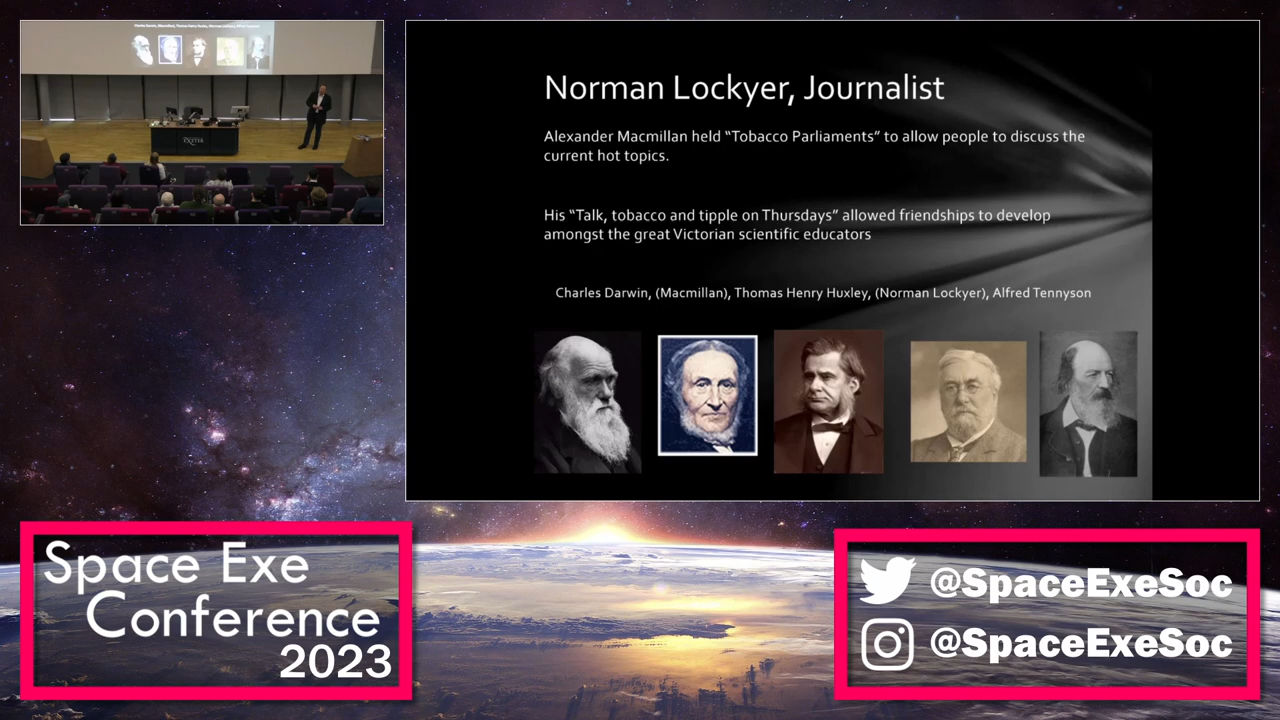 Norman Lockyer, Journalist
Alexander Macmillan held “Tobacco Parliaments” to allow people to discuss the
current hot topics.
His “Talk, tobacco and tipple on Thursdays” allowed friendships to develop
amongst the great Victorian scientific educators
Charles Darwin, (Macmillan), Thomas Henry Huxley, (Norman Lockyer), Alfred Tennyson
EXETER
Space Exe
Conference
2023
@SpaceExeSoc
@SpaceExeSoc